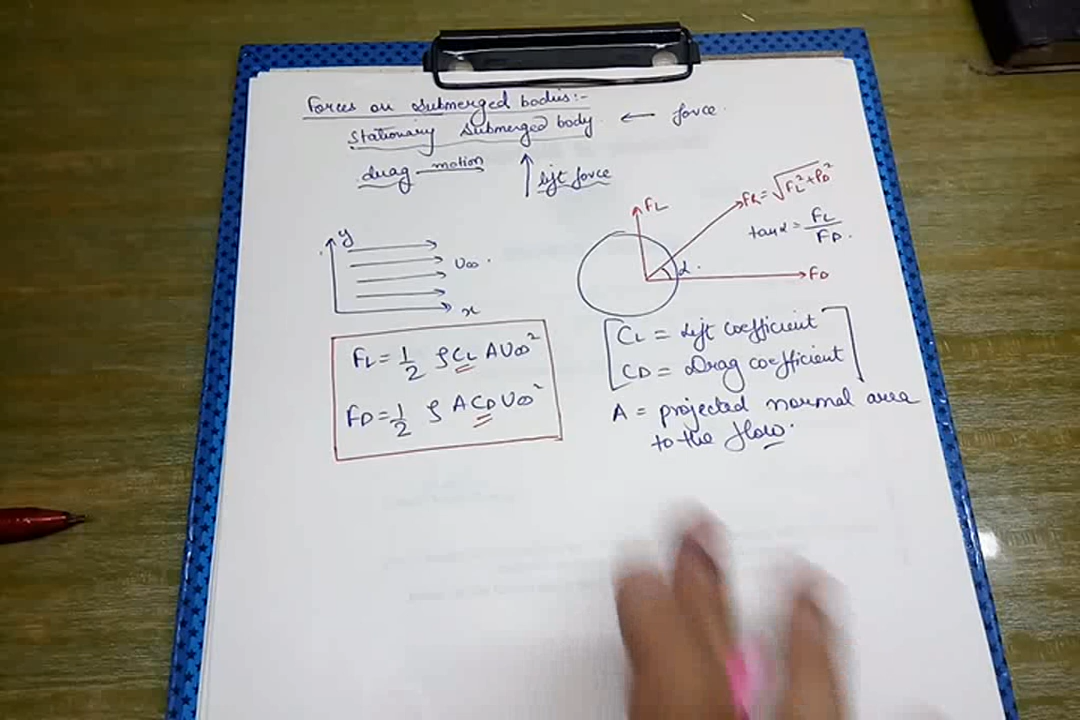 Forces on submerged bodies:-
Stationary Submerged body. ← force
drag motion ↑ lift force
FL
FR = √FL²+FD²
tanα = FL/FD.
y
U∞.
x
α.
FD
FL = 1/2 ρ CL A U∞²
FD = 1/2 ρ A CD U∞²
CL = Lift coefficient
CD = Drag coefficient
A = projected normal area
to the flow.